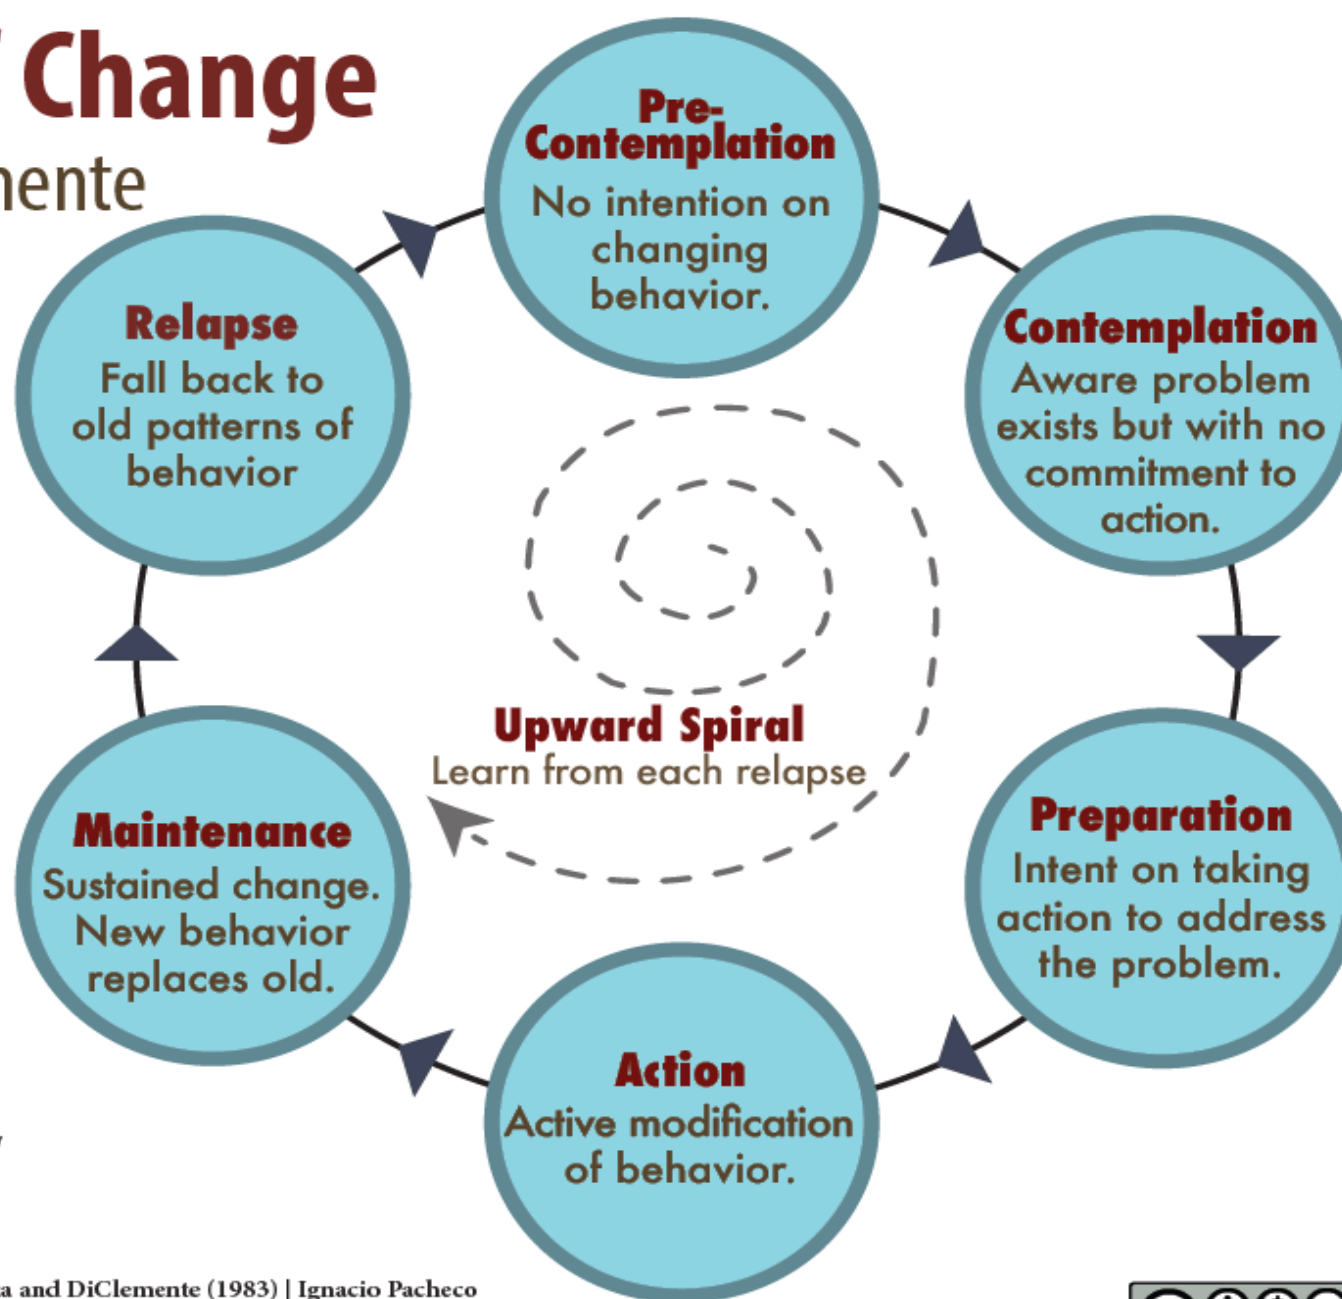 Change
Pre-
Contemplation
No intention on
changing
behavior.
Contemplation
Aware problem
exists but with no
commitment to
action.
Preparation
Intent on taking
action to address
the problem.
Action
Active modification
of behavior.
Maintenance
Sustained change.
New behavior
replaces old.
Relapse
Fall back to
old patterns of
behavior
Upward Spiral
Learn from each relapse
and DiClemente (1983) | Ignacio Pacheco